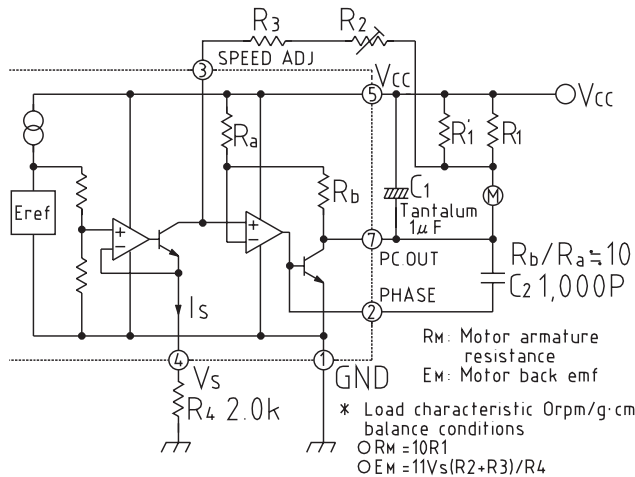 R3
R2
3
SPEED ADJ
Vcc
5
Vcc
Ra
R1'
R1
Eref
Rb
C1
M
Tantalum
1μF
+
−
+
−
7
PC.OUT
Rb/Ra≒10
C2 1,000P
Is
PHASE
2
RM: Motor armature
resistance
EM: Motor back emf
4
Vs
1
GND
R4 2.0k
* Load characteristic 0rpm/g·cm
balance conditions
○RM =10R1
○EM =11Vs(R2+R3)/R4